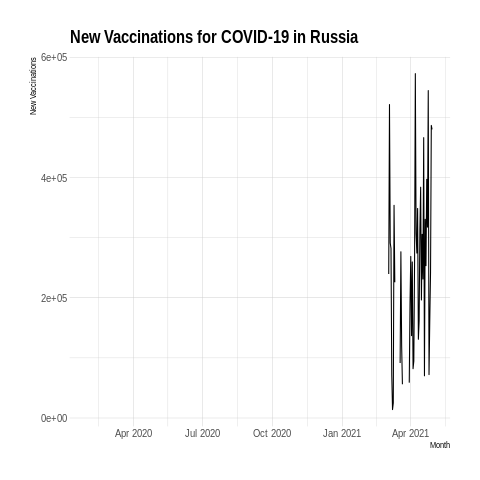 New Vaccinations for COVID-19 in Russia
New Vaccinations
6e+05
4e+05
2e+05
0e+00
Apr 2020 Jul 2020 Oct 2020 Jan 2021 Apr 2021
Month